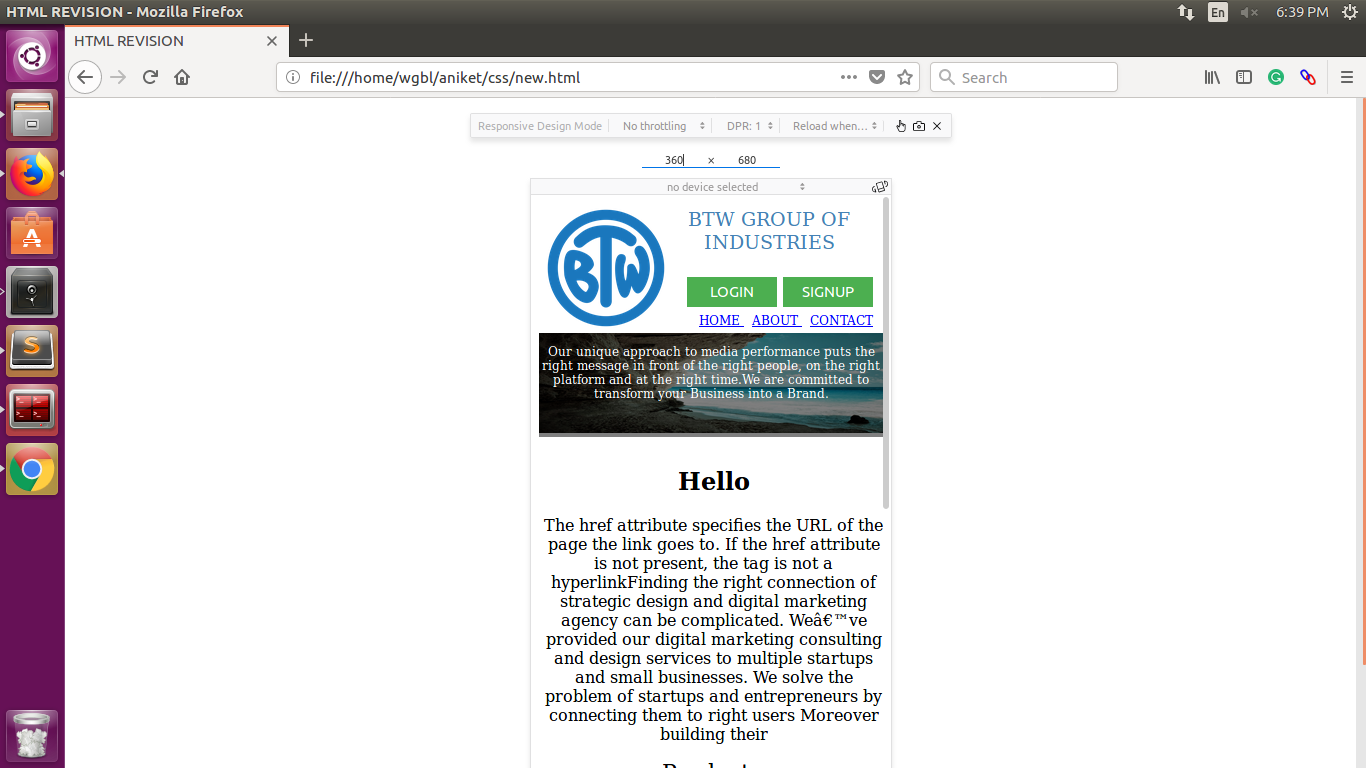 HTML REVISION - Mozilla Firefox
En
6:39 PM
HTML REVISION
file:///home/wgbl/aniket/css/new.html
Search
Responsive Design Mode
No throttling
DPR: 1
Reload when...
360 × 680
no device selected
BTW
BTW GROUP OF
INDUSTRIES
LOGIN
SIGNUP
HOME ABOUT CONTACT
Our unique approach to media performance puts the
right message in front of the right people, on the right
platform and at the right time.We are committed to
transform your Business into a Brand.
Hello
The href attribute specifies the URL of the
page the link goes to. If the href attribute
is not present, the tag is not a
hyperlinkFinding the right connection of
strategic design and digital marketing
agency can be complicated. Weâ€™ve
provided our digital marketing consulting
and design services to multiple startups
and small businesses. We solve the
problem of startups and entrepreneurs by
connecting them to right users Moreover
building their